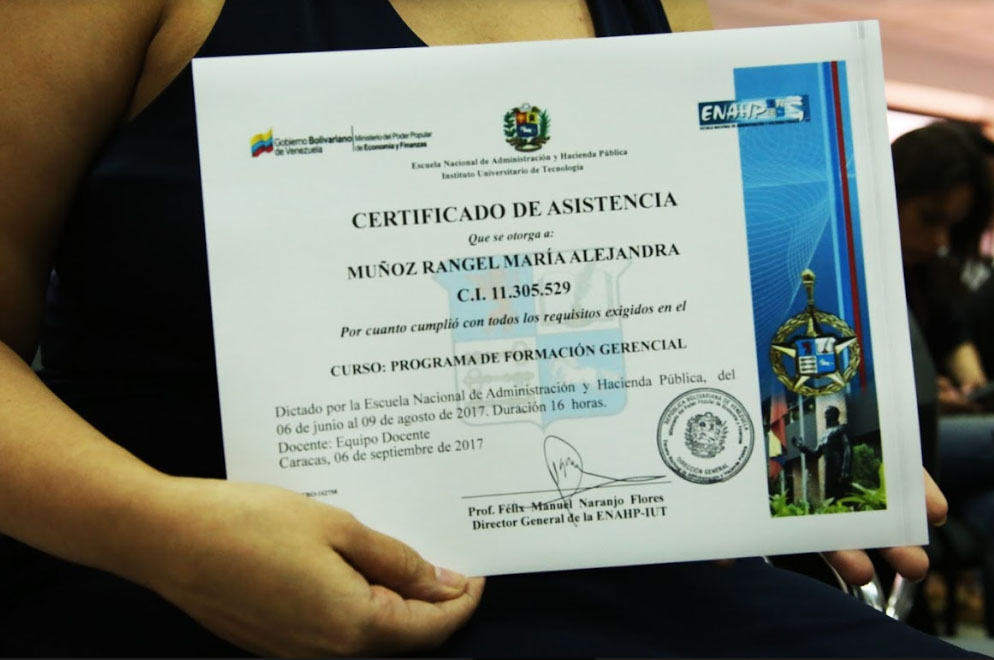 Gobierno Bolivariano
de Venezuela
Ministerio del Poder Popular
de Economía y Finanzas
ENAHP
Escuela Nacional de Administración y Hacienda Pública
Instituto Universitario de Tecnología
CERTIFICADO DE ASISTENCIA
Que se otorga a:
MUÑOZ RANGEL MARÍA ALEJANDRA
C.I. 11.305.529
Por cuanto cumplió con todos los requisitos exigidos en el
CURSO: PROGRAMA DE FORMACIÓN GERENCIAL
Dictado por la Escuela Nacional de Administración y Hacienda Pública, del
06 de junio al 09 de agosto de 2017. Duración 16 horas.
Docente: Equipo Docente
Caracas, 06 de septiembre de 2017
REPÚBLICA BOLIVARIANA DE VENEZUELA
DIRECCIÓN GENERAL
Prof. Félix Manuel Naranjo Flores
Director General de la ENAHP-IUT